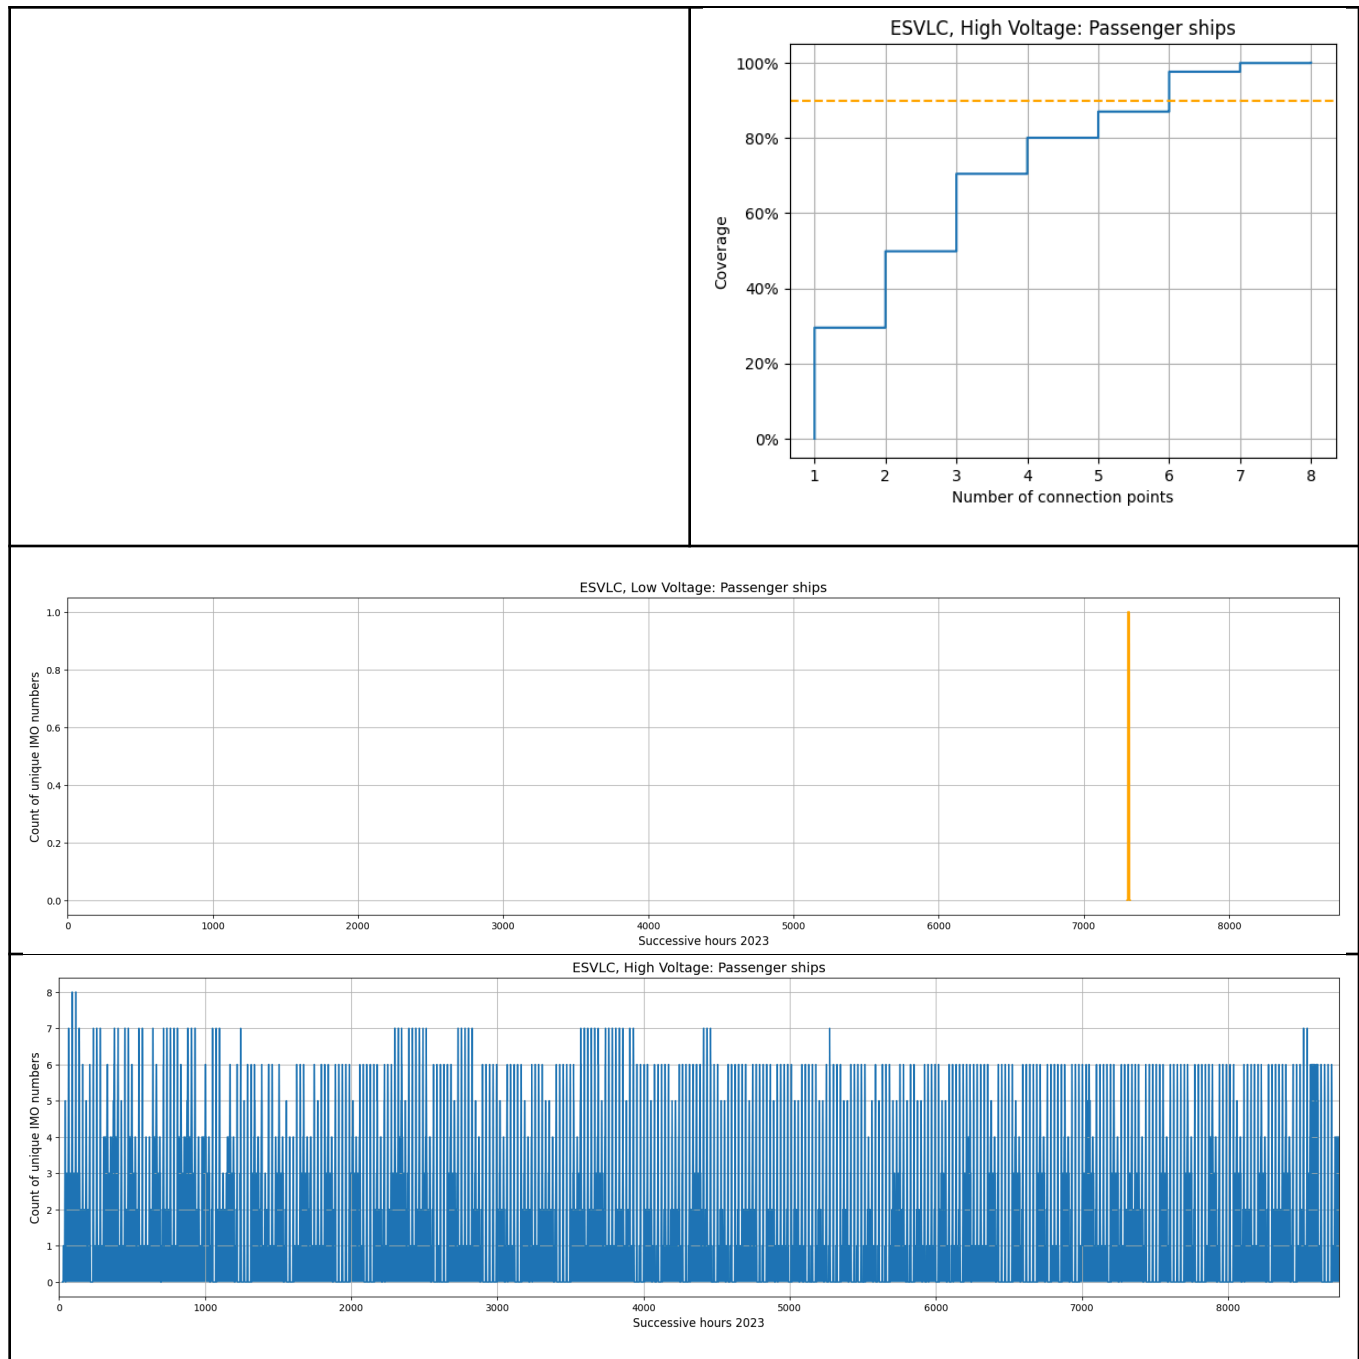 ESVLC, High Voltage: Passenger ships
100%
80%
60%
40%
20%
0%
Coverage
1 2 3 4 5 6 7 8
Number of connection points
ESVLC, Low Voltage: Passenger ships
1.0
0.8
0.6
0.4
0.2
0.0
Count of unique IMO numbers
0 1000 2000 3000 4000 5000 6000 7000 8000
Successive hours 2023
ESVLC, High Voltage: Passenger ships
8
7
6
5
4
3
2
1
0
Count of unique IMO numbers
0 1000 2000 3000 4000 5000 6000 7000 8000
Successive hours 2023